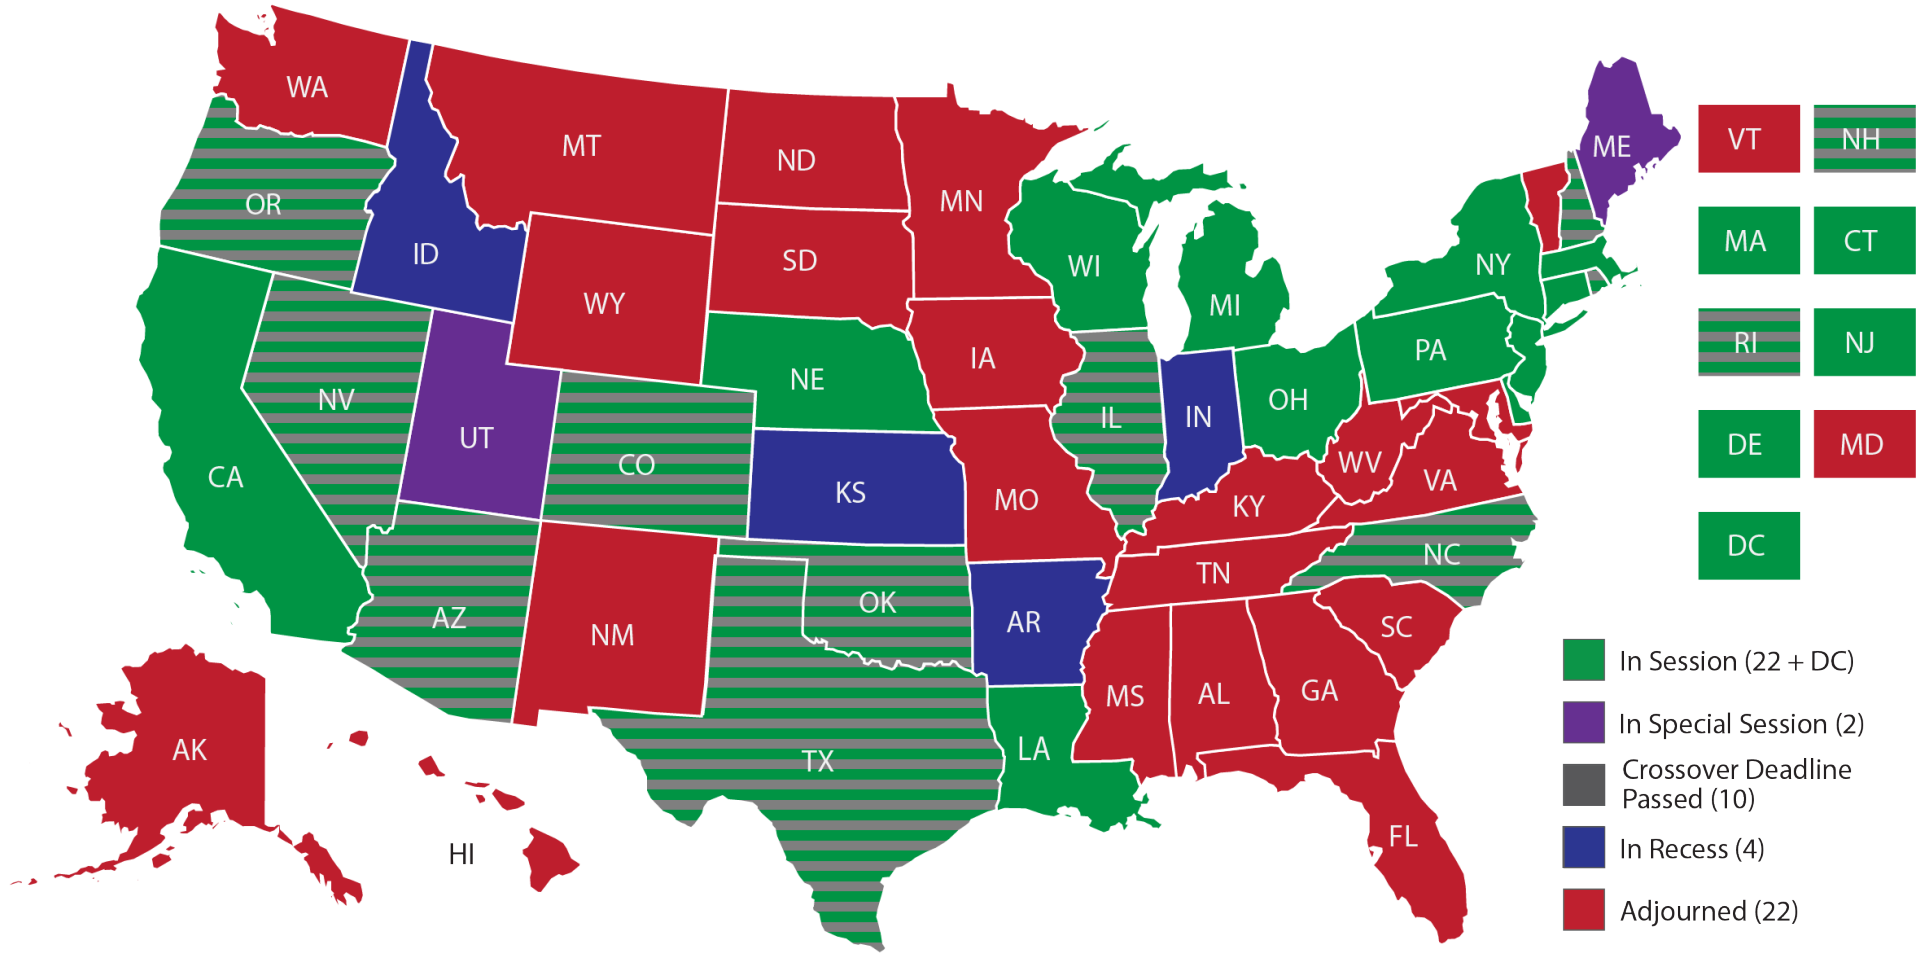 WA
MT
ND
MN
ME
VT
NH
OR
ID
SD
WI
NY
MA
CT
WY
MI
IA
PA
RI
NJ
NE
NV
UT
CO
IL
IN
OH
WV
VA
DE
MD
CA
KS
MO
KY
DC
NC
TN
AZ
OK
NM
AR
SC
MS
AL
GA
TX
LA
AK
HI
FL
In Session (22 + DC)
In Special Session (2)
Crossover Deadline
Passed (10)
In Recess (4)
Adjourned (22)